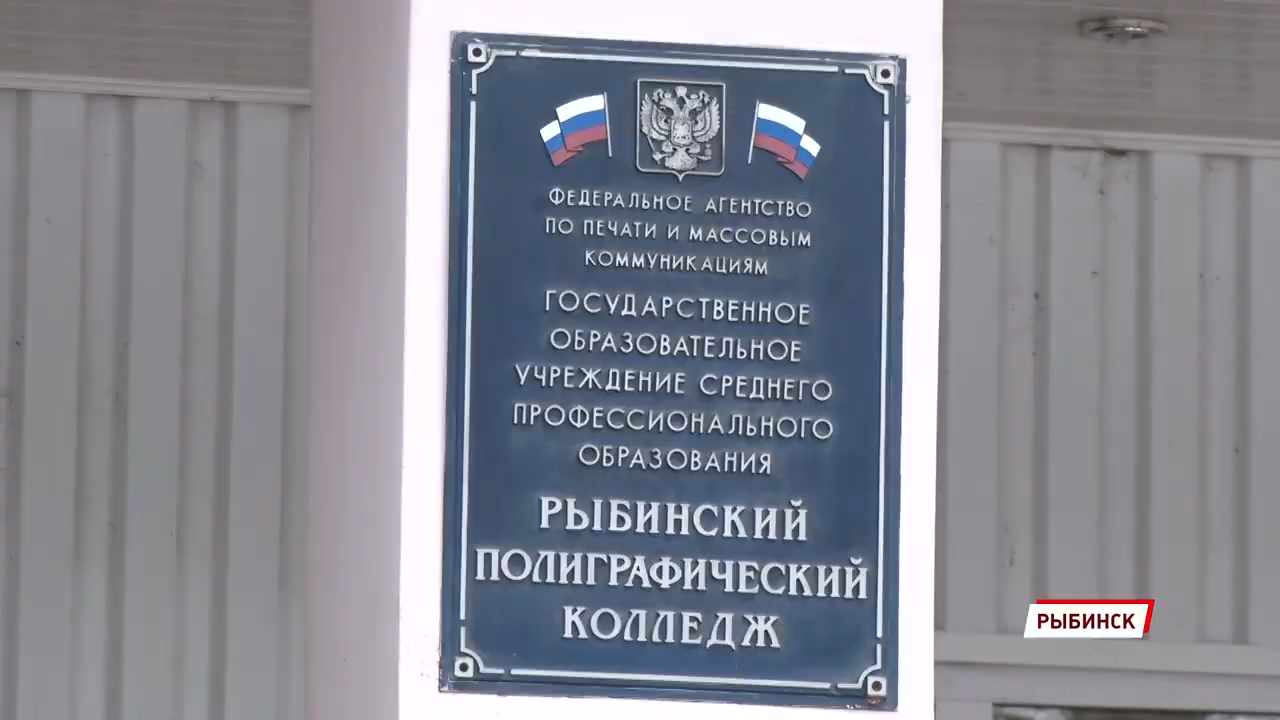 ФЕДЕРАЛЬНОЕ АГЕНТСТВО
ПО ПЕЧАТИ И МАССОВЫМ
КОММУНИКАЦИЯМ
ГОСУДАРСТВЕННОЕ
ОБРАЗОВАТЕЛЬНОЕ
УЧРЕЖДЕНИЕ СРЕДНЕГО
ПРОФЕССИОНАЛЬНОГО
ОБРАЗОВАНИЯ
РЫБИНСКИЙ
ПОЛИГРАФИЧЕСКИЙ
КОЛЛЕДЖ
РЫБИНСК